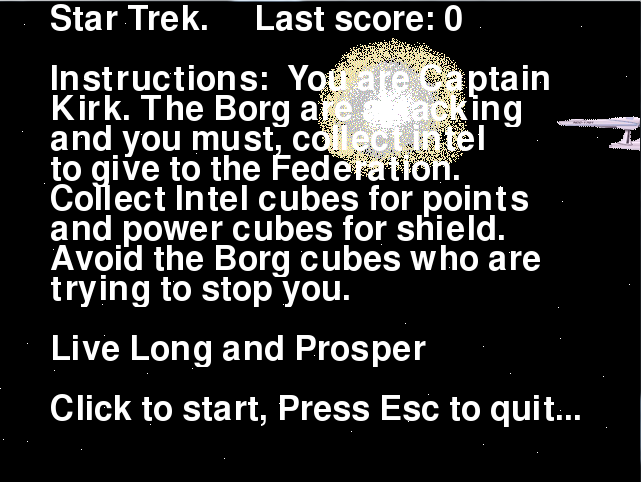 Star Trek. Last score: 0
Instructions: You are Captain
Kirk. The Borg are attacking
and you must, collect intel
to give to the Federation.
Collect Intel cubes for points
and power cubes for shield.
Avoid the Borg cubes who are
trying to stop you.
Live Long and Prosper
Click to start, Press Esc to quit...